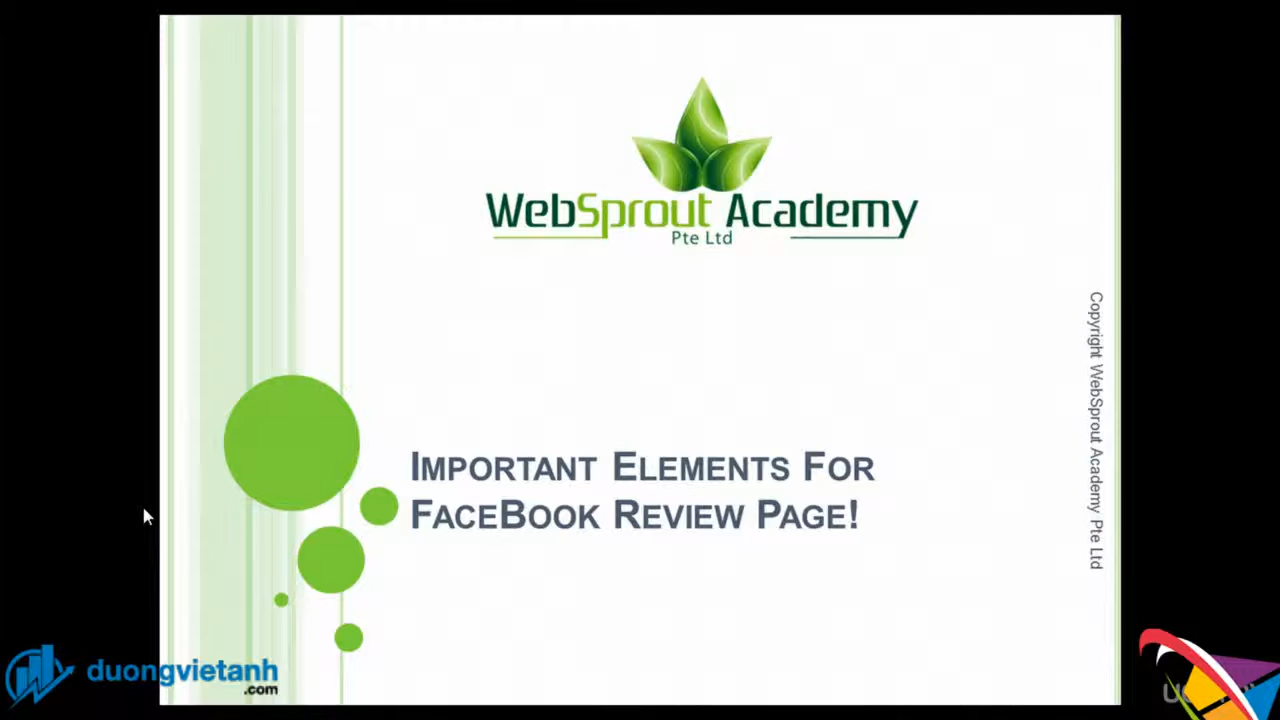 WebSprout Academy
Pte Ltd
Copyright WebSprout Academy Pte Ltd
IMPORTANT ELEMENTS FOR
FACEBOOK REVIEW PAGE!
duongvietanh
.com